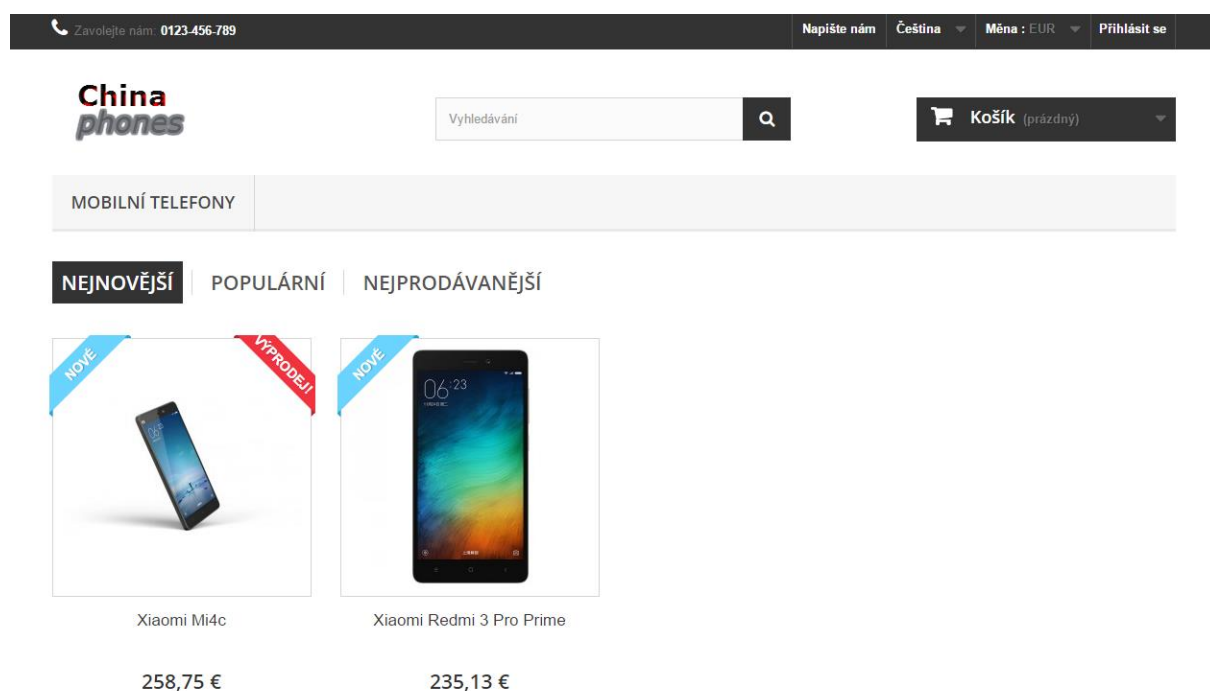 Zavolejte nám: 0123-456-789
Napište nám
Čeština
Měna : EUR
Přihlásit se
China
phones
Vyhledávání
Košík (prázdný)
MOBILNÍ TELEFONY
NEJNOVĚJŠÍ
POPULÁRNÍ
NEJPRODÁVANĚJŠÍ
NOVÉ
VÝPRODEJ!
NOVÉ
06:23
06:23
Xiaomi Mi4c
Xiaomi Redmi 3 Pro Prime
258,75 €
235,13 €